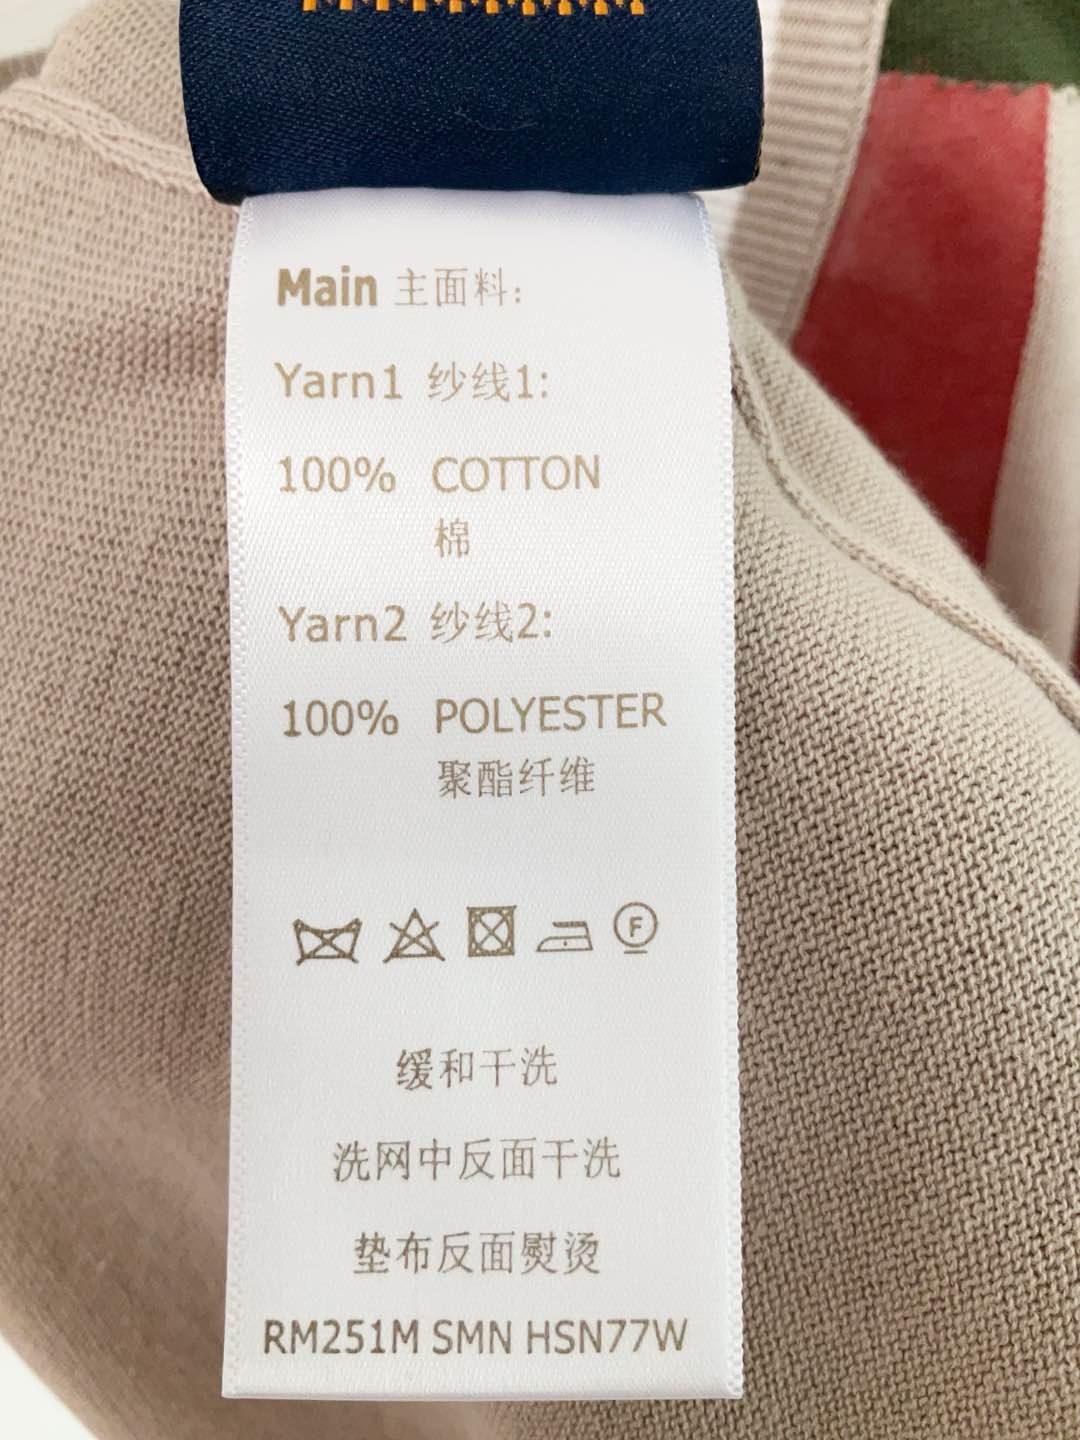 Main 主面料:
Yarn1 纱线1:
100% COTTON
棉
Yarn2 纱线2:
100% POLYESTER
聚酯纤维
F
缓和干洗
洗网中反面干洗
垫布反面熨烫
RM251M SMN HSN77W